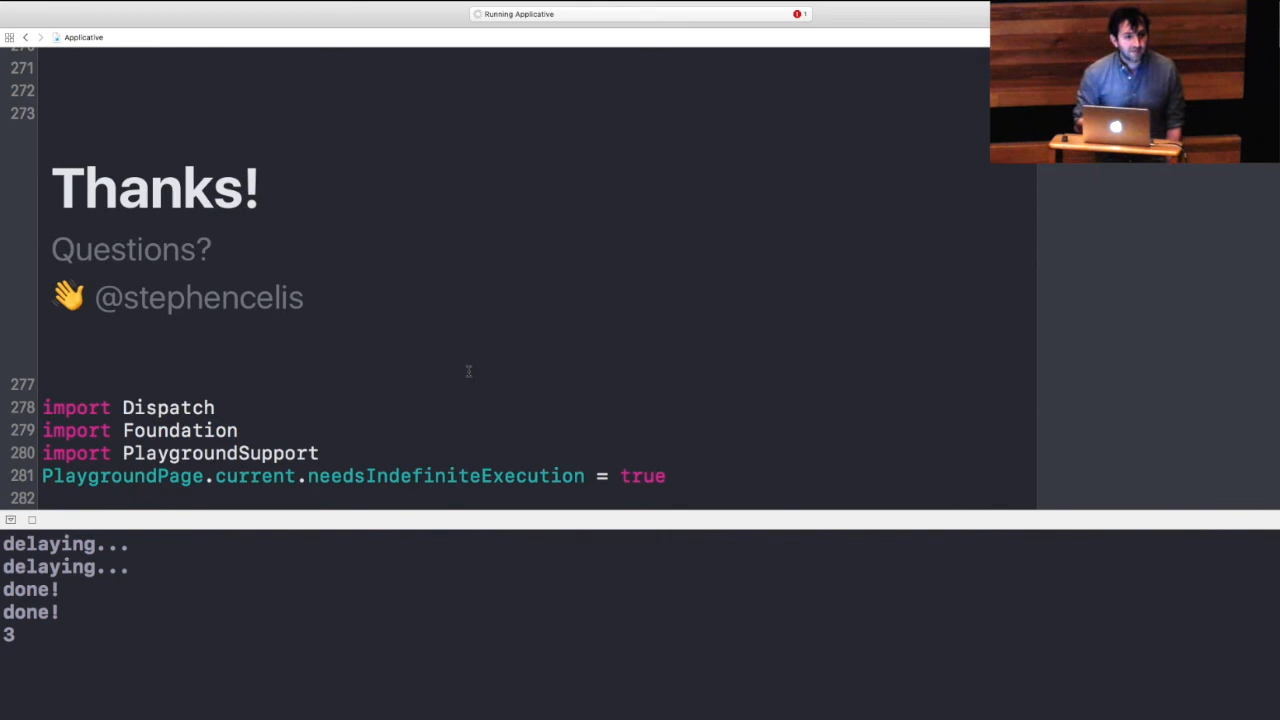 Running Applicative
1
Applicative
271
272
273
Thanks!
Questions?
👋 @stephencelis
277
278 import Dispatch
279 import Foundation
280 import PlaygroundSupport
281 PlaygroundPage.current.needsIndefiniteExecution = true
282
delaying...
delaying...
done!
done!
3